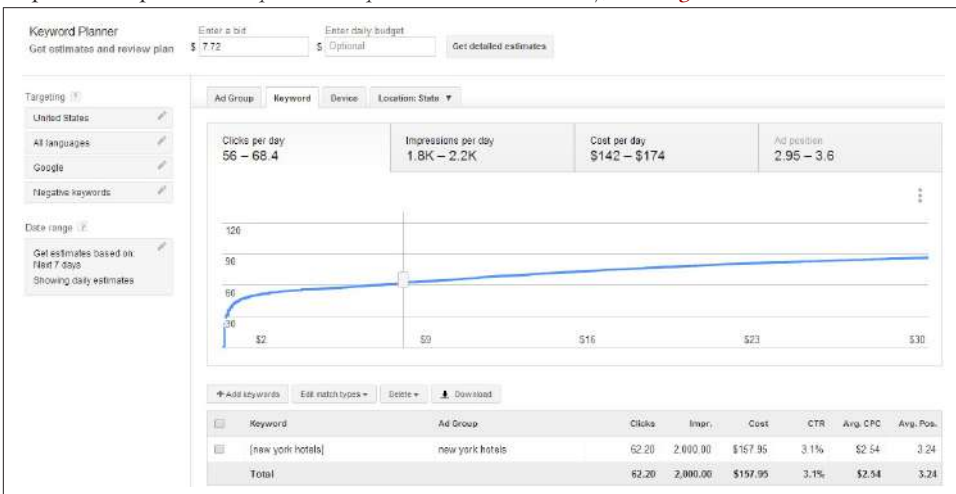 Keyword Planner
Get estimates and review plan
Enter a bid
$ 7.72
Enter daily budget
$ Optional
Get detailed estimates
Targeting ?
United States
All languages
Google
Negative keywords
Date range ?
Get estimates based on:
Next 7 days
Showing daily estimates
Ad Group Keyword Device Location: State
Clicks per day
56 – 68.4
Impressions per day
1.8K – 2.2K
Cost per day
$142 – $174
Ad position
2.95 – 3.6
120
90
60
30
$2 $9 $16 $23 $30
+ Add keywords Edit match types Delete Download
Keyword Ad Group Clicks Impr. Cost CTR Avg. CPC Avg. Pos.
[new york hotels] new york hotels 62.20 2,000.00 $157.95 3.1% $2.54 3.24
Total 62.20 2,000.00 $157.95 3.1% $2.54 3.24